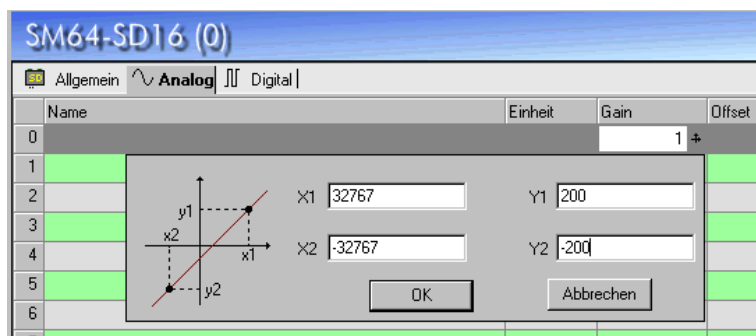 SM64-SD16 (0)
SD Allgemein Analog Digital
Name Einheit Gain Offset
0 1
1
2
3
4
5
6
y1
x2
x1
y2
X1 32767 Y1 200
X2 -32767 Y2 -200
OK Abbrechen